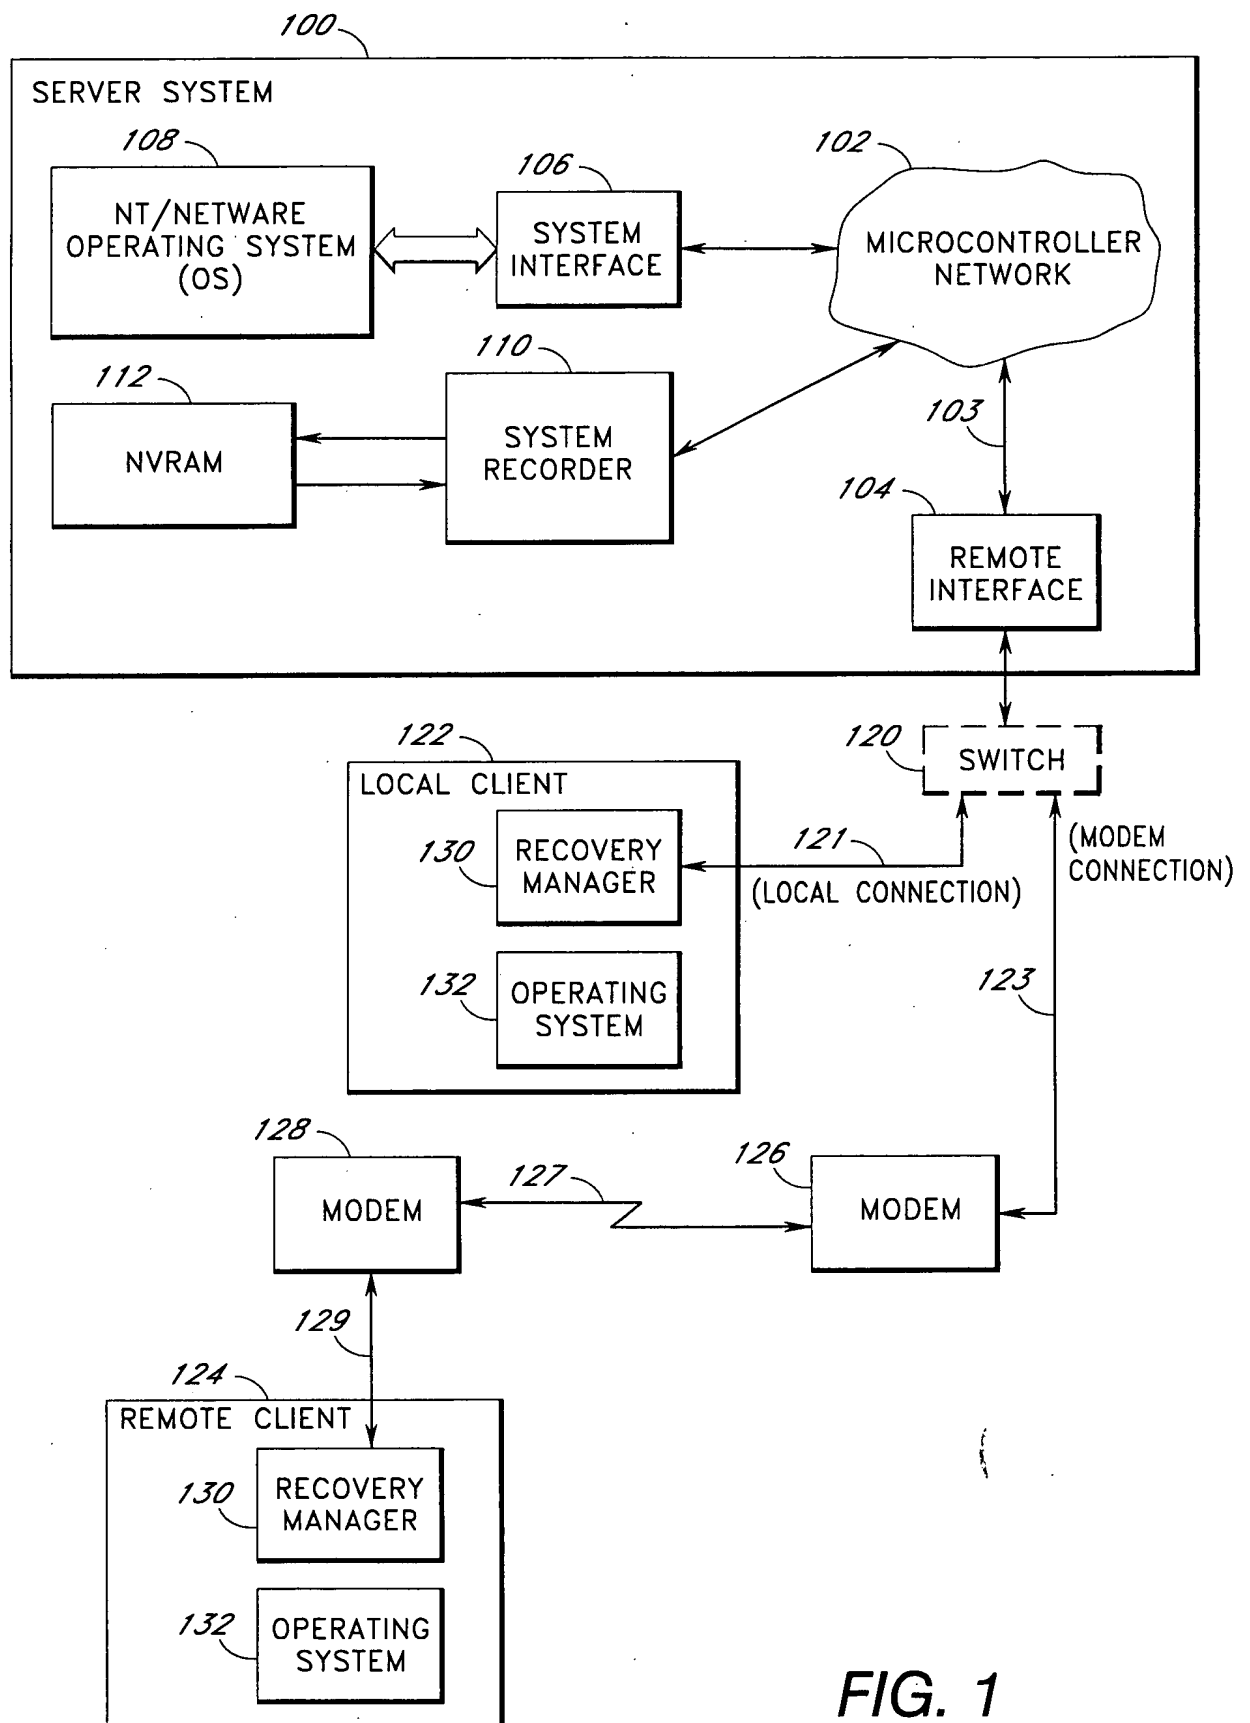 100
SERVER SYSTEM
108
106
102
NT/NETWARE
OPERATING SYSTEM
(OS)
SYSTEM
INTERFACE
MICROCONTROLLER
NETWORK
112
110
103
NVRAM
SYSTEM
RECORDER
104
REMOTE
INTERFACE
122
120
SWITCH
LOCAL CLIENT
130
RECOVERY
MANAGER
121
(LOCAL CONNECTION)
(MODEM
CONNECTION)
132
OPERATING
SYSTEM
123
128
127
126
MODEM
MODEM
129
124
REMOTE CLIENT
130
RECOVERY
MANAGER
132
OPERATING
SYSTEM
FIG. 1